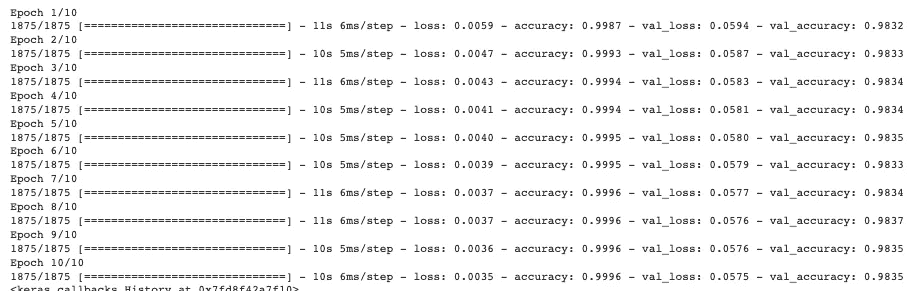 Epoch 1/10
1875/1875 [==============================] - 11s 6ms/step - loss: 0.0059 - accuracy: 0.9987 - val_loss: 0.0594 - val_accuracy: 0.9832
Epoch 2/10
1875/1875 [==============================] - 10s 5ms/step - loss: 0.0047 - accuracy: 0.9993 - val_loss: 0.0587 - val_accuracy: 0.9833
Epoch 3/10
1875/1875 [==============================] - 11s 6ms/step - loss: 0.0043 - accuracy: 0.9994 - val_loss: 0.0583 - val_accuracy: 0.9834
Epoch 4/10
1875/1875 [==============================] - 10s 5ms/step - loss: 0.0041 - accuracy: 0.9994 - val_loss: 0.0581 - val_accuracy: 0.9834
Epoch 5/10
1875/1875 [==============================] - 10s 5ms/step - loss: 0.0040 - accuracy: 0.9995 - val_loss: 0.0580 - val_accuracy: 0.9835
Epoch 6/10
1875/1875 [==============================] - 10s 5ms/step - loss: 0.0039 - accuracy: 0.9995 - val_loss: 0.0579 - val_accuracy: 0.9833
Epoch 7/10
1875/1875 [==============================] - 11s 6ms/step - loss: 0.0037 - accuracy: 0.9996 - val_loss: 0.0577 - val_accuracy: 0.9834
Epoch 8/10
1875/1875 [==============================] - 11s 6ms/step - loss: 0.0037 - accuracy: 0.9996 - val_loss: 0.0576 - val_accuracy: 0.9837
Epoch 9/10
1875/1875 [==============================] - 10s 5ms/step - loss: 0.0036 - accuracy: 0.9996 - val_loss: 0.0576 - val_accuracy: 0.9835
Epoch 10/10
1875/1875 [==============================] - 10s 6ms/step - loss: 0.0035 - accuracy: 0.9996 - val_loss: 0.0575 - val_accuracy: 0.9835
<keras.callbacks.History at 0x7fd8f42a7f10>